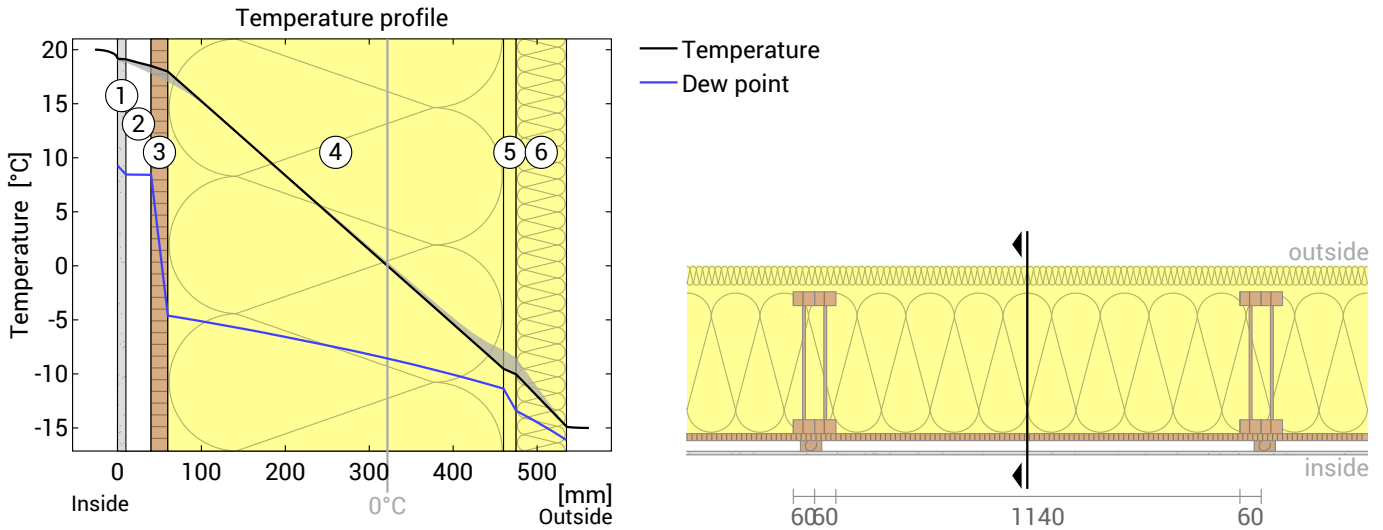 Temperature profile
Temperature [°C]
20
15
10
5
0
-5
-10
-15
1
2
3
4
5
6
0 100 200 300 400 500
[mm]
Inside
0°C
Outside
Temperature
Dew point
outside
inside
60 60 1140 60